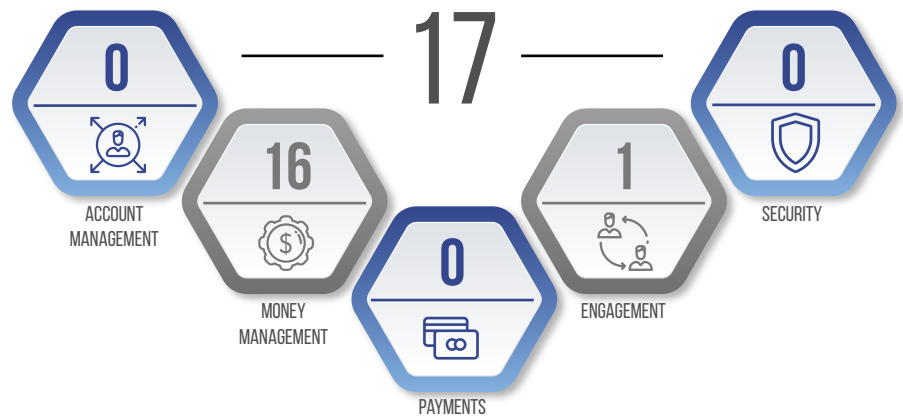 17
0
ACCOUNT
MANAGEMENT
16
$
MONEY
MANAGEMENT
0
PAYMENTS
1
ENGAGEMENT
0
SECURITY